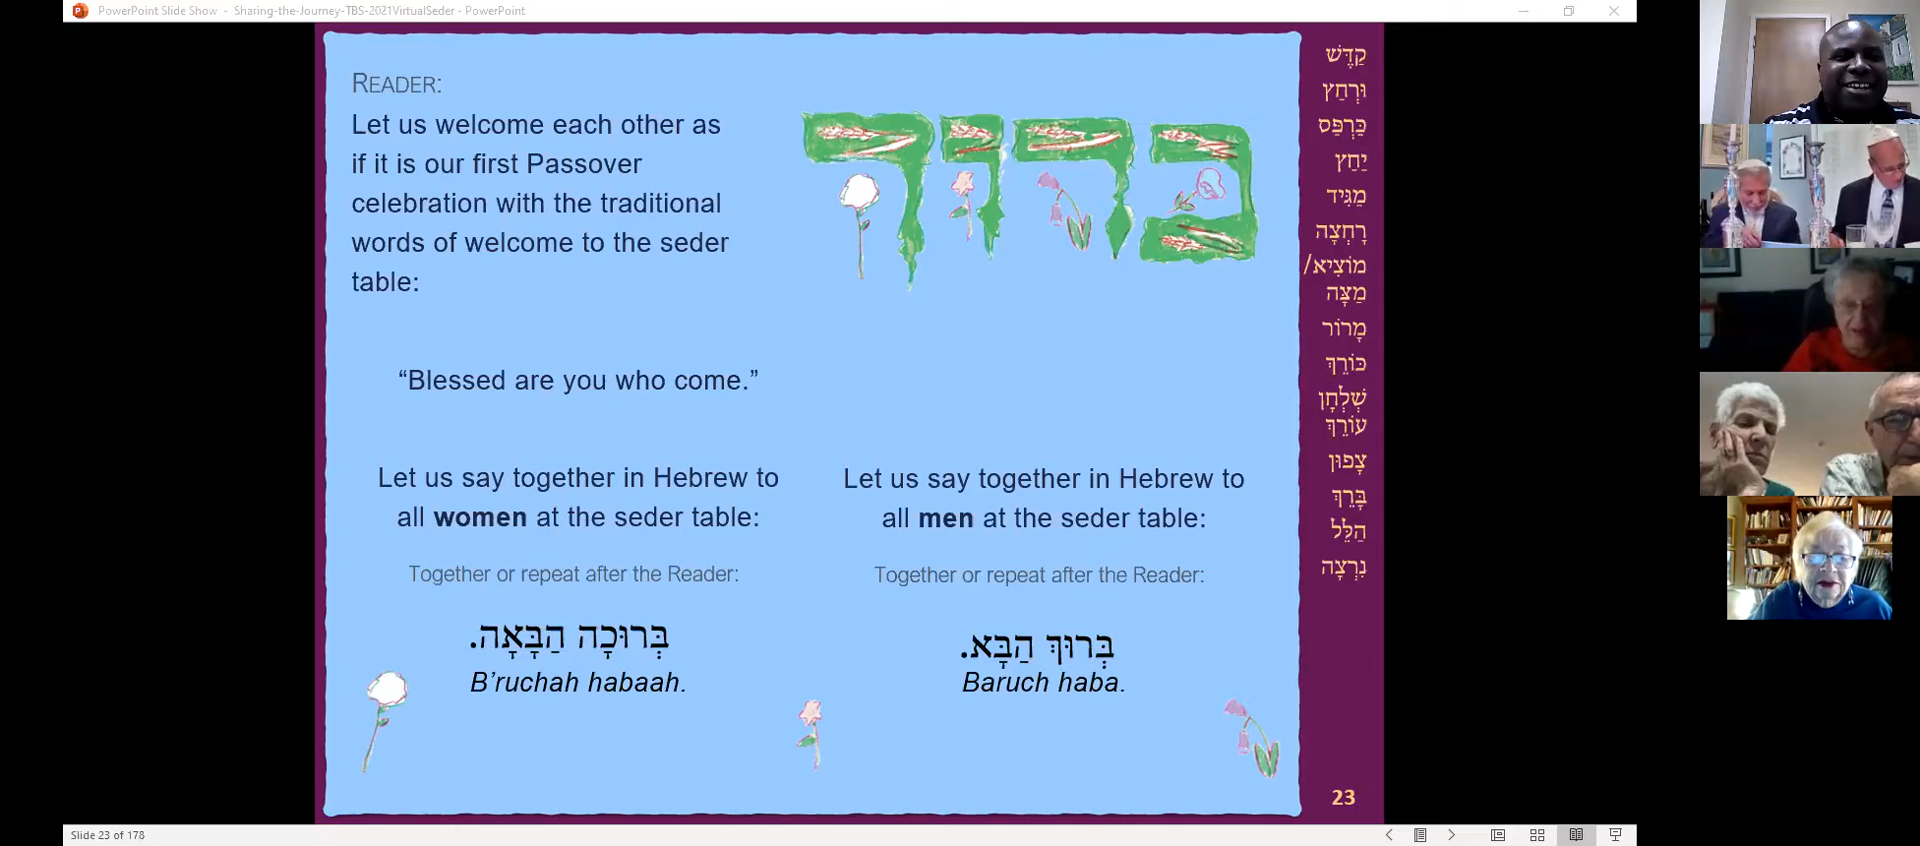 PowerPoint Slide Show - Sharing-the-Journey-TBS-2021VirtualSeder - PowerPoint
READER:
Let us welcome each other as
if it is our first Passover
celebration with the traditional
words of welcome to the seder
table:
ברוך
“Blessed are you who come.”
Let us say together in Hebrew to
all women at the seder table:
Together or repeat after the Reader:
בְּרוּכָה הַבָּאָה.
B’ruchah habaah.
Let us say together in Hebrew to
all men at the seder table:
Together or repeat after the Reader:
בָּרוּךְ הַבָּא.
Baruch haba.
קַדֵּשׁ
וּרְחַץ
כַּרְפַּס
יַחַץ
מַגִּיד
רָחְצָה
מוֹצִיא/
מַצָּה
מָרוֹר
כּוֹרֵךְ
שֻׁלְחָן
עוֹרֵךְ
צָפוּן
בָּרֵךְ
הַלֵּל
נִרְצָה
23
Slide 23 of 178